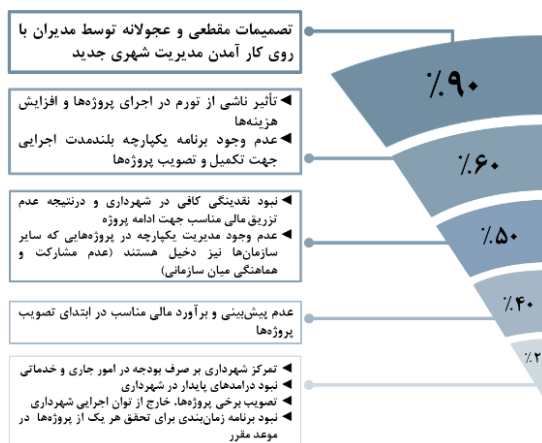 تصمیمات مقطعی و عجولانه توسط مدیران با
روی کار آمدن مدیریت شهری جدید
٪۹۰
◄ تأثیر ناشی از تورم در اجرای پروژه‌ها و افزایش
هزینه‌ها
◄ عدم وجود برنامه یکپارچه بلندمدت اجرایی
جهت تکمیل و تصویب پروژه‌ها
٪۶۰
◄ نبود نقدینگی کافی در شهرداری و درنتیجه عدم
تزریق مالی مناسب جهت ادامه پروژه
◄ عدم وجود مدیریت یکپارچه در پروژه‌هایی که سایر
سازمان‌ها نیز دخیل هستند (عدم مشارکت و
هماهنگی میان سازمانی)
٪۵۰
عدم پیش‌بینی و برآورد مالی مناسب در ابتدای تصویب
پروژه‌ها
٪۴۰
◄ تمرکز شهرداری بر صرف بودجه در امور جاری و خدماتی
◄ نبود درامدهای پایدار در شهرداری
◄ تصویب برخی پروژه‌ها، خارج از توان اجرایی شهرداری
◄ نبود برنامه زمان‌بندی برای تحقق هر یک از پروژه‌ها در
موعد مقرر
٪۲